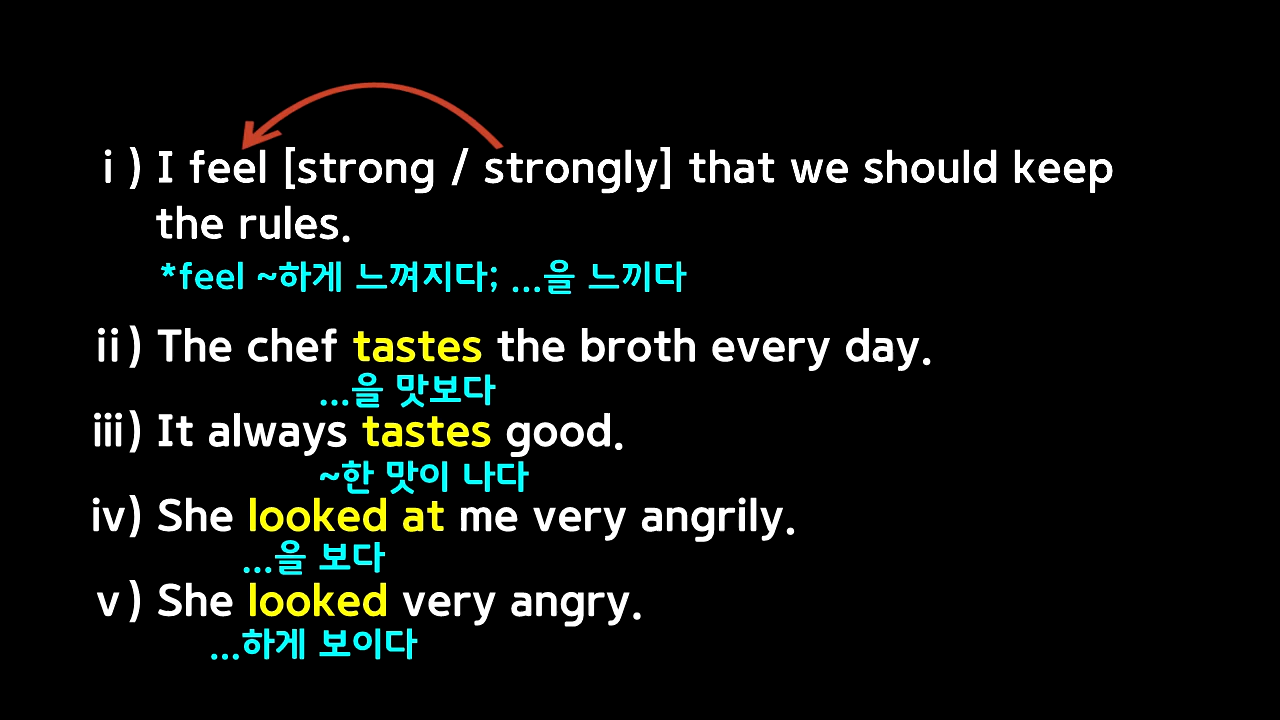 i ) I feel [strong / strongly] that we should keep
the rules.
*feel ~하게 느껴지다; ...을 느끼다
ii ) The chef tastes the broth every day.
...을 맛보다
iii) It always tastes good.
~한 맛이 나다
iv) She looked at me very angrily.
...을 보다
v ) She looked very angry.
...하게 보이다